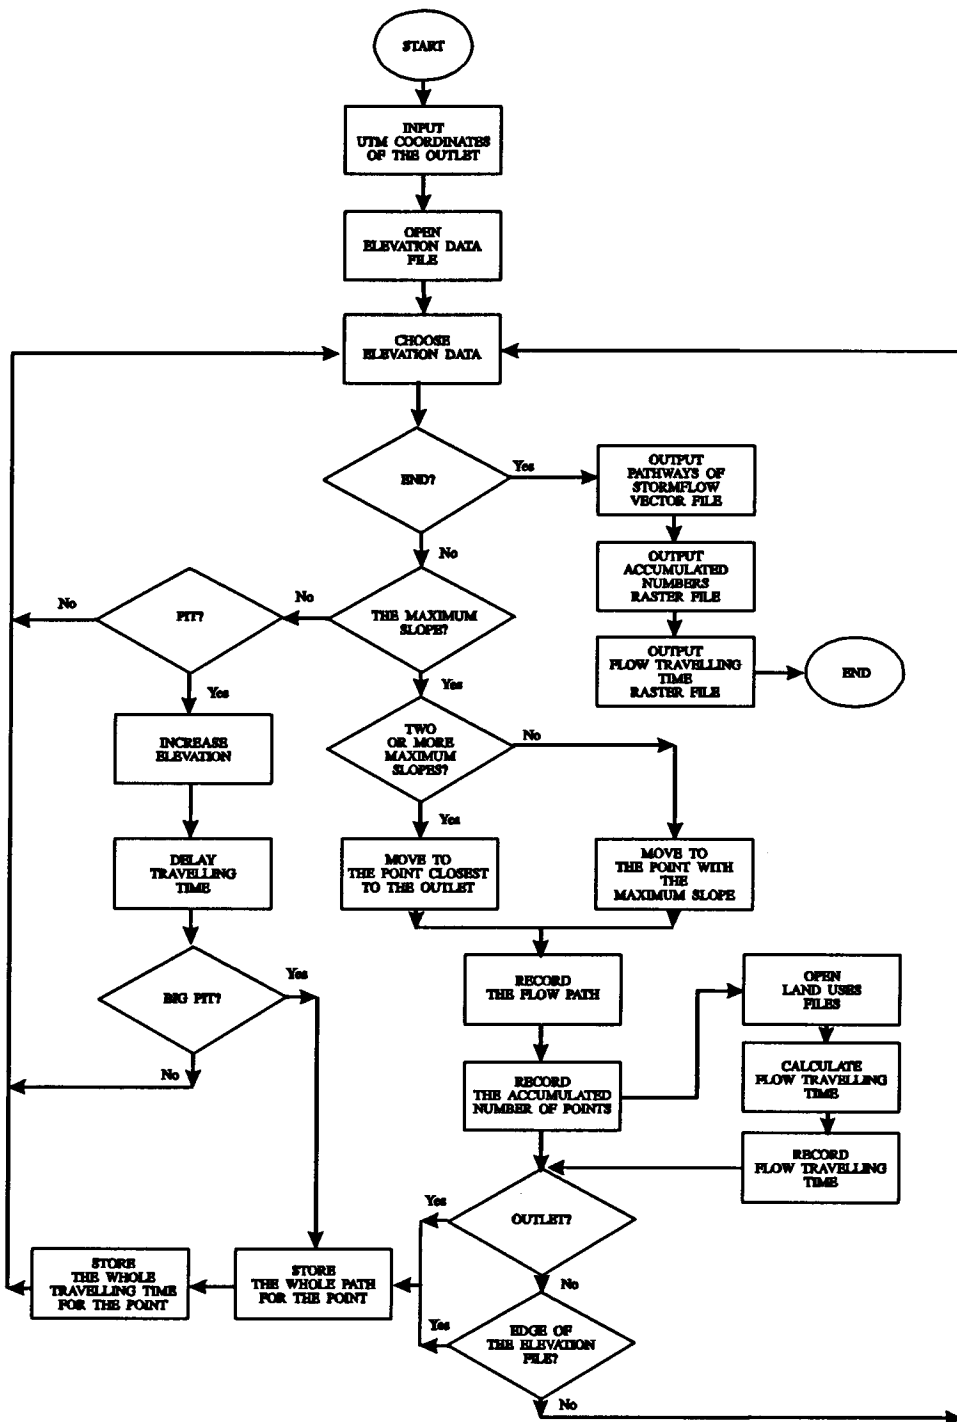 START
INPUT
UTM COORDINATES
OF THE OUTLET
OPEN
ELEVATION DATA
FILE
CHOOSE
ELEVATION DATA
END?
Yes
OUTPUT
PATHWAYS OF
STORMFLOW
VECTOR FILE
No
OUTPUT
ACCUMULATED
NUMBERS
RASTER FILE
No
PIT?
No
THE MAXIMUM
SLOPE?
OUTPUT
FLOW TRAVELLING
TIME
RASTER FILE
END
Yes
Yes
INCREASE
ELEVATION
TWO
OR MORE
MAXIMUM
SLOPES?
No
Yes
DELAY
TRAVELLING
TIME
MOVE TO
THE POINT CLOSEST
TO THE OUTLET
MOVE TO
THE POINT WITH
THE
MAXIMUM SLOPE
BIG PIT?
Yes
RECORD
THE FLOW PATH
OPEN
LAND USES
FILES
No
RECORD
THE ACCUMULATED
NUMBER OF POINTS
CALCULATE
FLOW TRAVELLING
TIME
RECORD
FLOW TRAVELLING
TIME
Yes
OUTLET?
STORE
THE WHOLE
TRAVELLING TIME
FOR THE POINT
STORE
THE WHOLE PATH
FOR THE POINT
No
Yes
EDGE OF
THE ELEVATION
FILE?
No